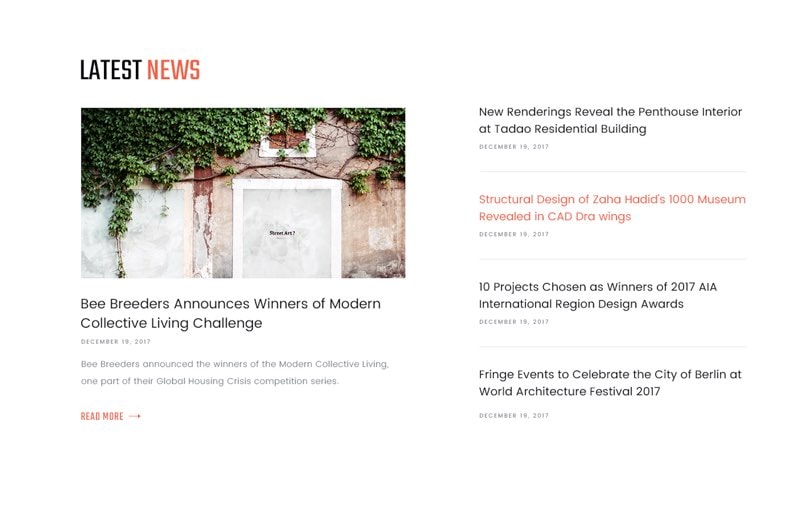 LATEST NEWS
Street Art?
Bee Breeders Announces Winners of Modern
Collective Living Challenge
DECEMBER 19, 2017
Bee Breeders announced the winners of the Modern Collective Living,
one part of their Global Housing Crisis competition series.
READ MORE
New Renderings Reveal the Penthouse Interior
at Tadao Residential Building
DECEMBER 19, 2017
Structural Design of Zaha Hadid's 1000 Museum
Revealed in CAD Dra wings
DECEMBER 19, 2017
10 Projects Chosen as Winners of 2017 AIA
International Region Design Awards
DECEMBER 19, 2017
Fringe Events to Celebrate the City of Berlin at
World Architecture Festival 2017
DECEMBER 19, 2017